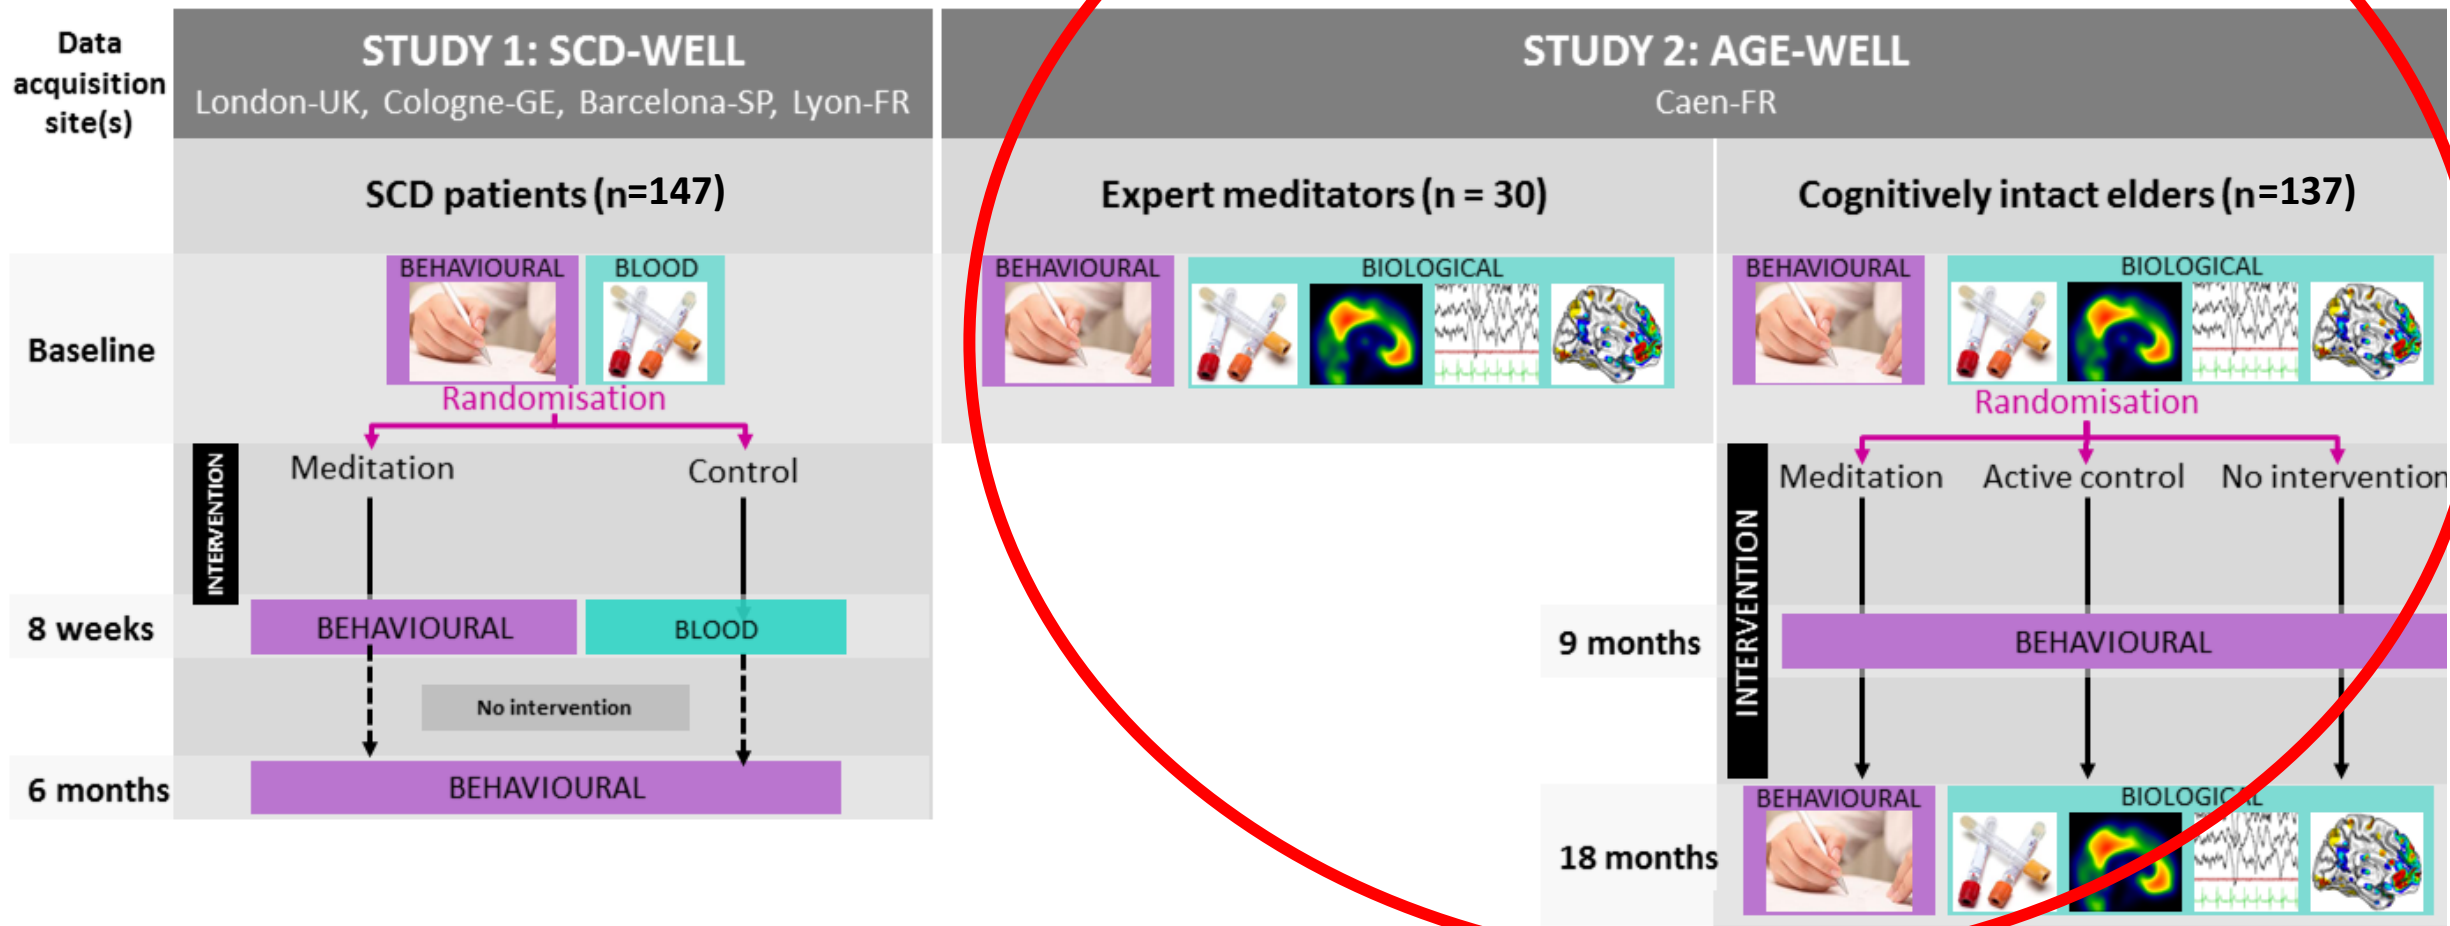 Data
acquisition
site(s)
STUDY 1: SCD-WELL
London-UK, Cologne-GE, Barcelona-SP, Lyon-FR
STUDY 2: AGE-WELL
Caen-FR
SCD patients (n=147)
Expert meditators (n = 30)
Cognitively intact elders (n=137)
Baseline
BEHAVIOURAL
BLOOD
BEHAVIOURAL
BIOLOGICAL
BEHAVIOURAL
BIOLOGICAL
Randomisation
Randomisation
INTERVENTION
Meditation
Control
INTERVENTION
Meditation
Active control
No intervention
8 weeks
BEHAVIOURAL
BLOOD
9 months
BEHAVIOURAL
No intervention
6 months
BEHAVIOURAL
18 months
BEHAVIOURAL
BIOLOGICAL